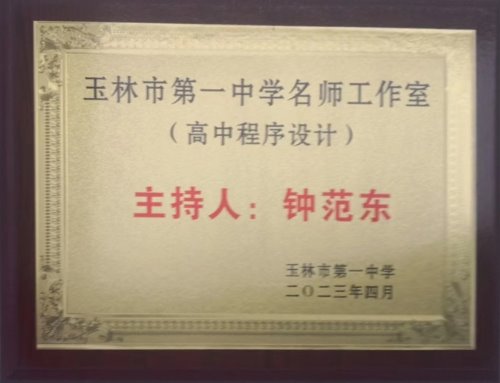 玉林市第一中学名师工作室
（高中程序设计）
主持人：钟范东
玉林市第一中学
二〇二三年四月